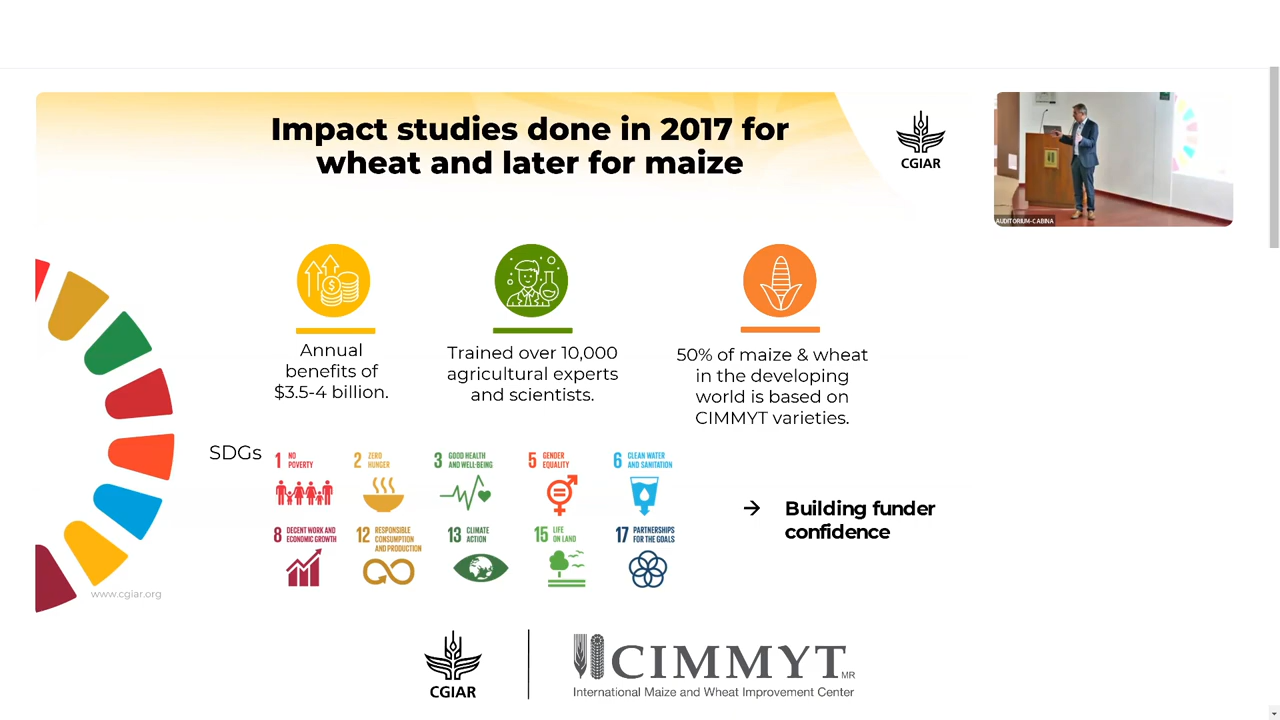 Impact studies done in 2017 for
wheat and later for maize
CGIAR
AUDITORIUM-CABINA
Annual
benefits of
$3.5-4 billion.
Trained over 10,000
agricultural experts
and scientists.
50% of maize & wheat
in the developing
world is based on
CIMMYT varieties.
SDGs
1 NO
POVERTY
2 ZERO
HUNGER
3 GOOD HEALTH
AND WELL-BEING
5 GENDER
EQUALITY
6 CLEAN WATER
AND SANITATION
8 DECENT WORK AND
ECONOMIC GROWTH
12 RESPONSIBLE
CONSUMPTION
AND PRODUCTION
13 CLIMATE
ACTION
15 LIFE
ON LAND
17 PARTNERSHIPS
FOR THE GOALS
→ Building funder
confidence
www.cgiar.org
CGIAR
CIMMYT MR
International Maize and Wheat Improvement Center